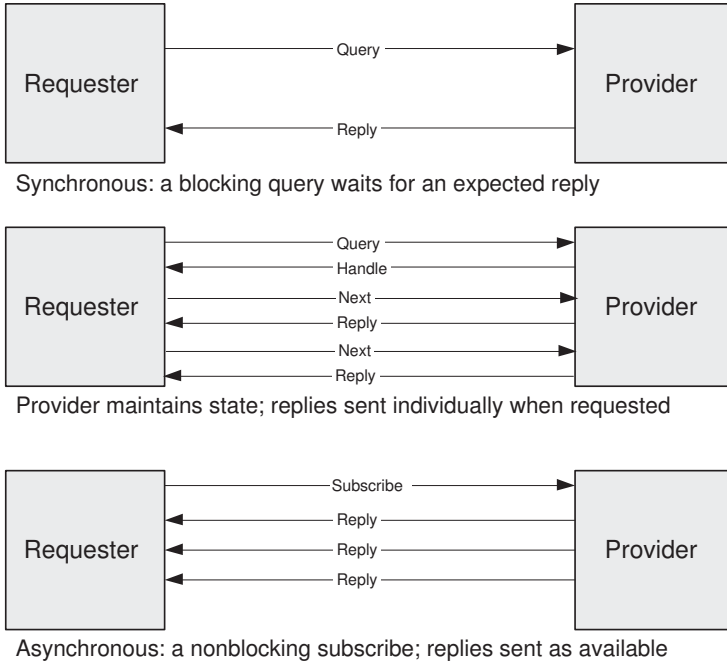 Requester
Query
Provider
Reply
Synchronous: a blocking query waits for an expected reply
Query
Handle
Requester
Next
Provider
Reply
Next
Reply
Provider maintains state; replies sent individually when requested
Subscribe
Reply
Requester
Reply
Provider
Reply
Asynchronous: a nonblocking subscribe; replies sent as available